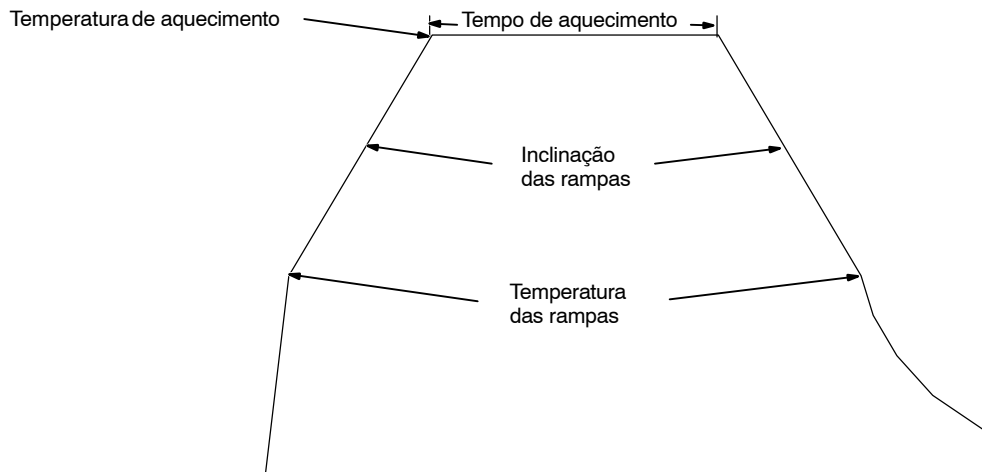 Temperatura de aquecimento
Tempo de aquecimento
Inclinação
das rampas
Temperatura
das rampas